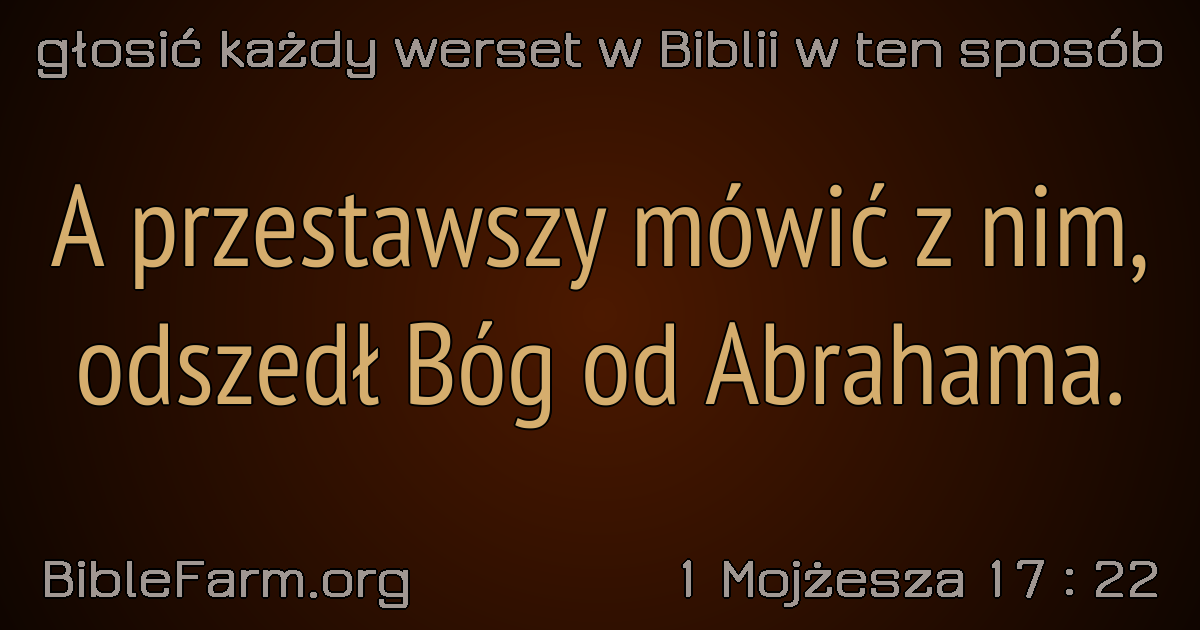 głosić każdy werset w Biblii w ten sposób
A przestawszy mówić z nim,
odszedł Bóg od Abrahama.
BibleFarm.org
1 Mojżesza 17 : 22